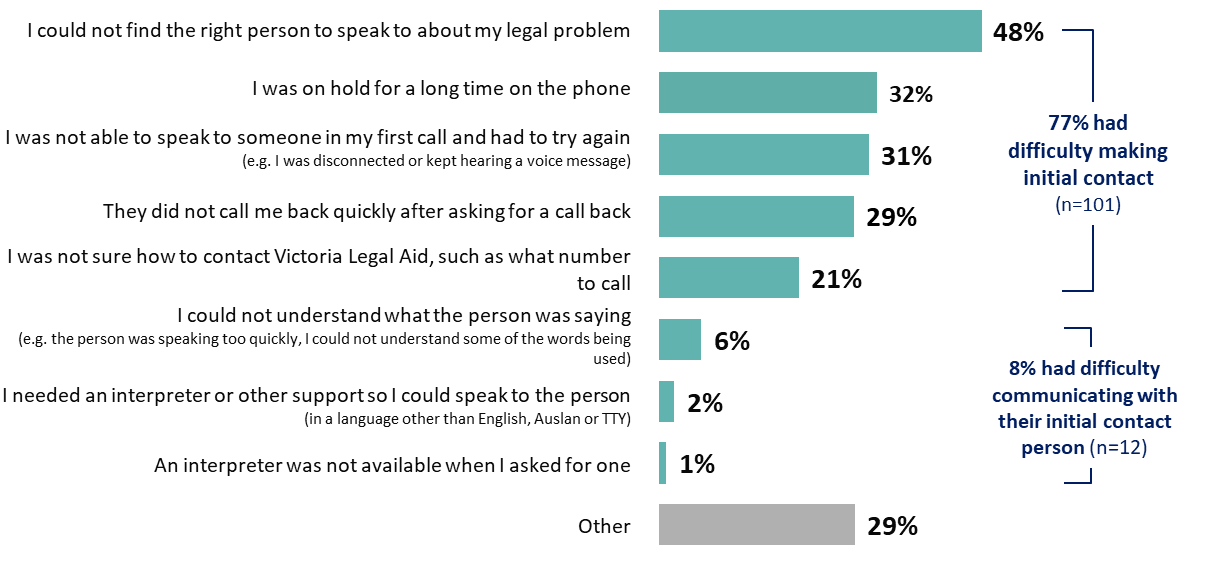 I could not find the right person to speak to about my legal problem
48%
I was on hold for a long time on the phone
32%
I was not able to speak to someone in my first call and had to try again
(e.g. I was disconnected or kept hearing a voice message)
31%
They did not call me back quickly after asking for a call back
29%
I was not sure how to contact Victoria Legal Aid, such as what number
to call
21%
77% had
difficulty making
initial contact
(n=101)
I could not understand what the person was saying
(e.g. the person was speaking too quickly, I could not understand some of the words being
used)
6%
I needed an interpreter or other support so I could speak to the person
(in a language other than English, Auslan or TTY)
2%
An interpreter was not available when I asked for one
1%
8% had difficulty
communicating with
their initial contact
person (n=12)
Other
29%